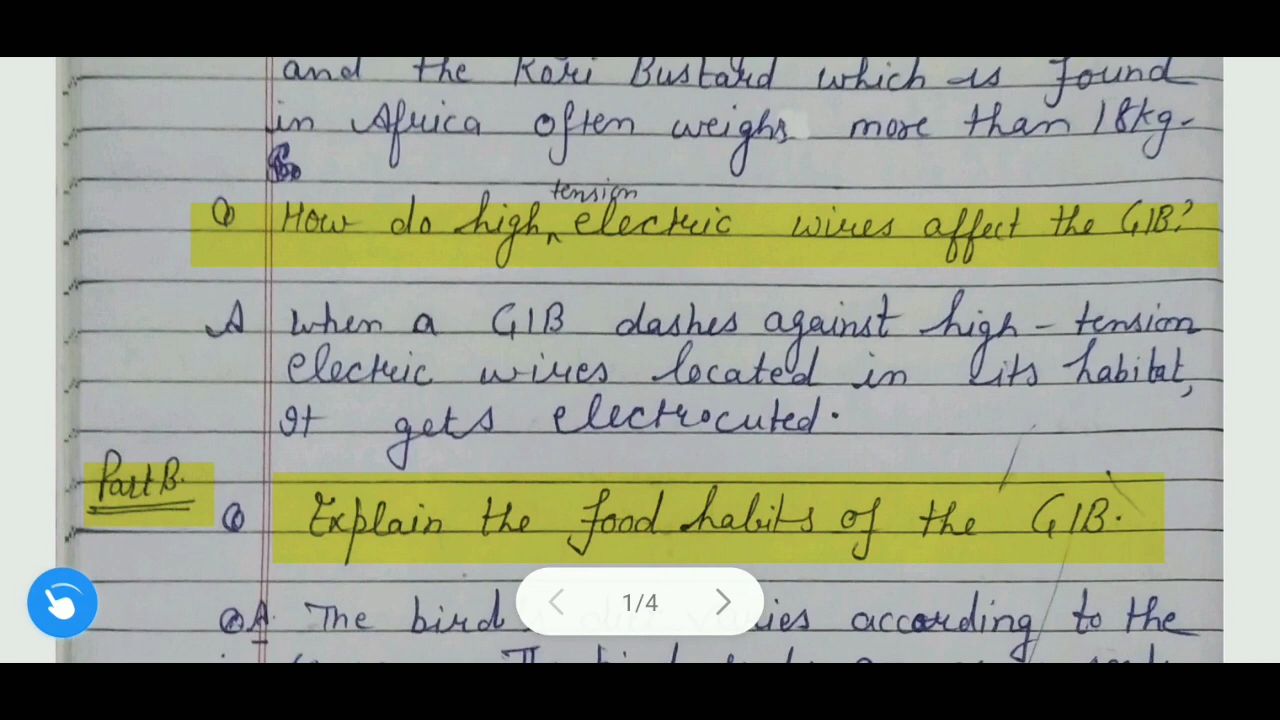 and the Kori Bustard which is found
in Africa often weighs more than 18kg.
Q How do high tension electric wires affect the GIB?
A When a GIB dashes against high-tension
electric wires located in its habitat,
It gets electrocuted.
Part B.
Q Explain the food habits of the GIB.
A The bird varies according to the
1/4